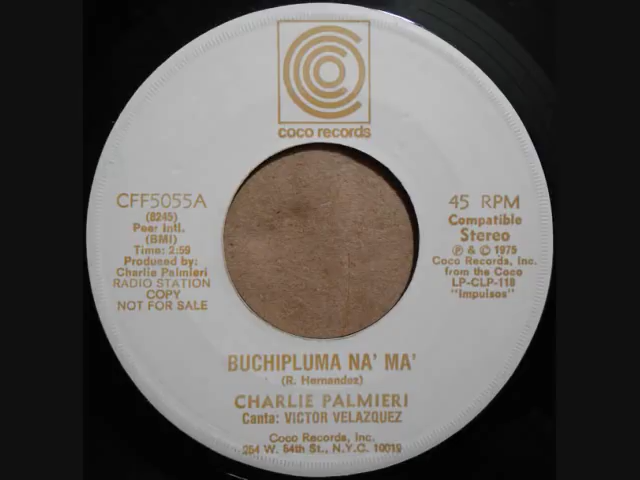 coco records
CFF5055A
(8245)
Peer Intl.
(BMI)
Time: 2:59
Produced by:
Charlie Palmieri
RADIO STATION
COPY
NOT FOR SALE
45 RPM
Compatible
Stereo
℗ & © 1975
Coco Records, Inc.
from the Coco
LP-CLP-118
"Impulsos"
BUCHIPLUMA NA' MA'
(R. Hernandez)
CHARLIE PALMIERI
Canta: VICTOR VELAZQUEZ
Coco Records, Inc.
254 W. 54th St., N.Y.C. 10019